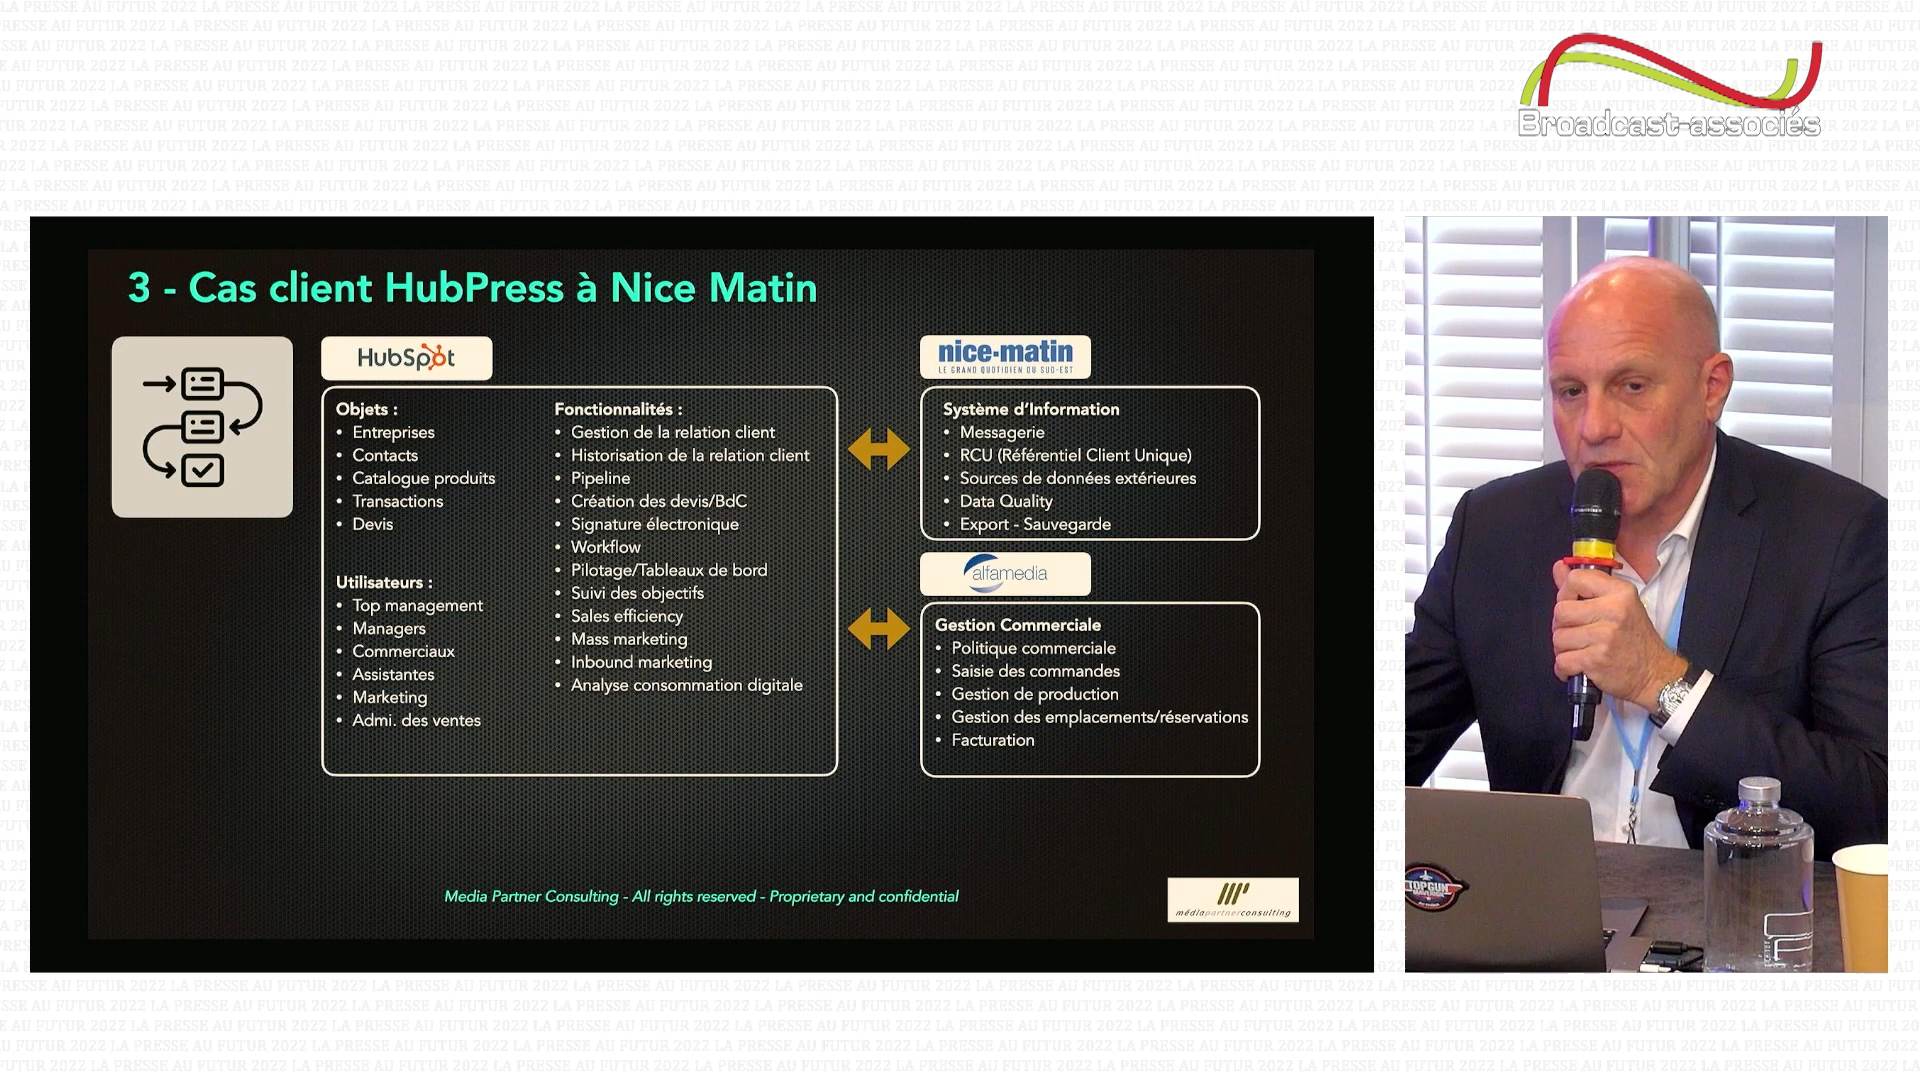 LA PRESSE AU FUTUR 2022
Broadcast-associés
3 - Cas client HubPress à Nice Matin
HubSpot
Objets :
• Entreprises
• Contacts
• Catalogue produits
• Transactions
• Devis
Utilisateurs :
• Top management
• Managers
• Commerciaux
• Assistantes
• Marketing
• Admi. des ventes
Fonctionnalités :
• Gestion de la relation client
• Historisation de la relation client
• Pipeline
• Création des devis/BdC
• Signature électronique
• Workflow
• Pilotage/Tableaux de bord
• Suivi des objectifs
• Sales efficiency
• Mass marketing
• Inbound marketing
• Analyse consommation digitale
nice-matin
LE GRAND QUOTIDIEN DU SUD-EST
Système d’Information
• Messagerie
• RCU (Référentiel Client Unique)
• Sources de données extérieures
• Data Quality
• Export - Sauvegarde
alfamedia
Gestion Commerciale
• Politique commerciale
• Saisie des commandes
• Gestion de production
• Gestion des emplacements/réservations
• Facturation
Media Partner Consulting - All rights reserved - Proprietary and confidential
médiapartnerconsulting
TOPGUN
MAVERICK